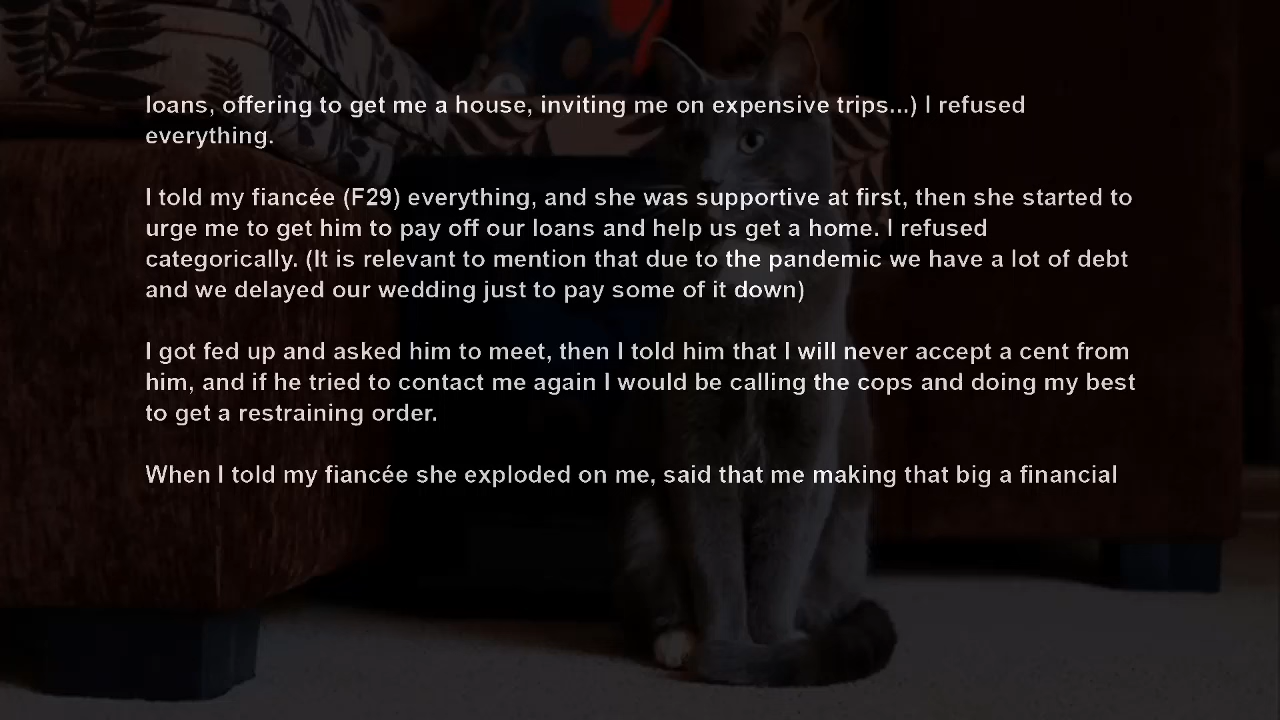 loans, offering to get me a house, inviting me on expensive trips...) I refused
everything.
I told my fiancée (F29) everything, and she was supportive at first, then she started to
urge me to get him to pay off our loans and help us get a home. I refused
categorically. (It is relevant to mention that due to the pandemic we have a lot of debt
and we delayed our wedding just to pay some of it down)
I got fed up and asked him to meet, then I told him that I will never accept a cent from
him, and if he tried to contact me again I would be calling the cops and doing my best
to get a restraining order.
When I told my fiancée she exploded on me, said that me making that big a financial